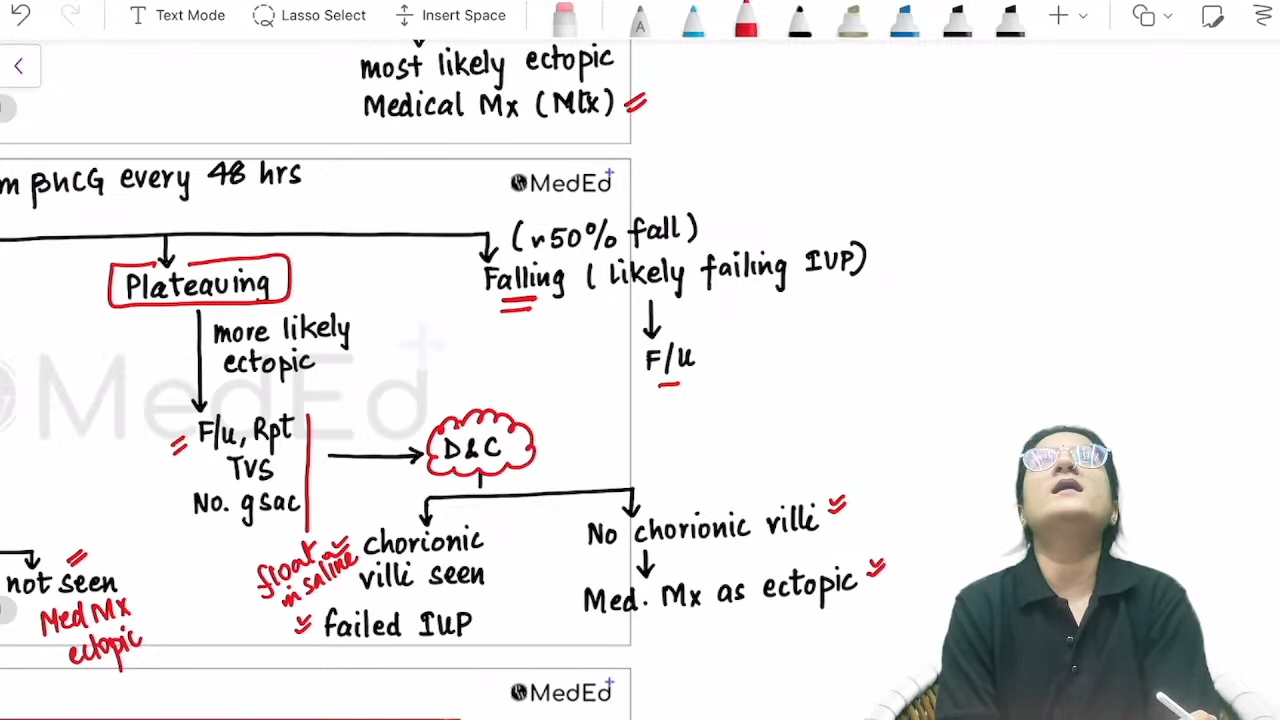 Text Mode
Lasso Select
Insert Space
most likely ectopic
Medical Mx (Mtx)
m βhCG every 48 hrs
MedEd
(~50% fall)
Plateauing
Falling (likely failing IUP)
more likely
ectopic
F/u
MedEd
F/u, Rpt
TVS
No. gsac
D&C
float
in saline
chorionic
villi seen
failed IUP
No chorionic villi
Med. Mx as ectopic
not seen
Med Mx
ectopic
MedEd